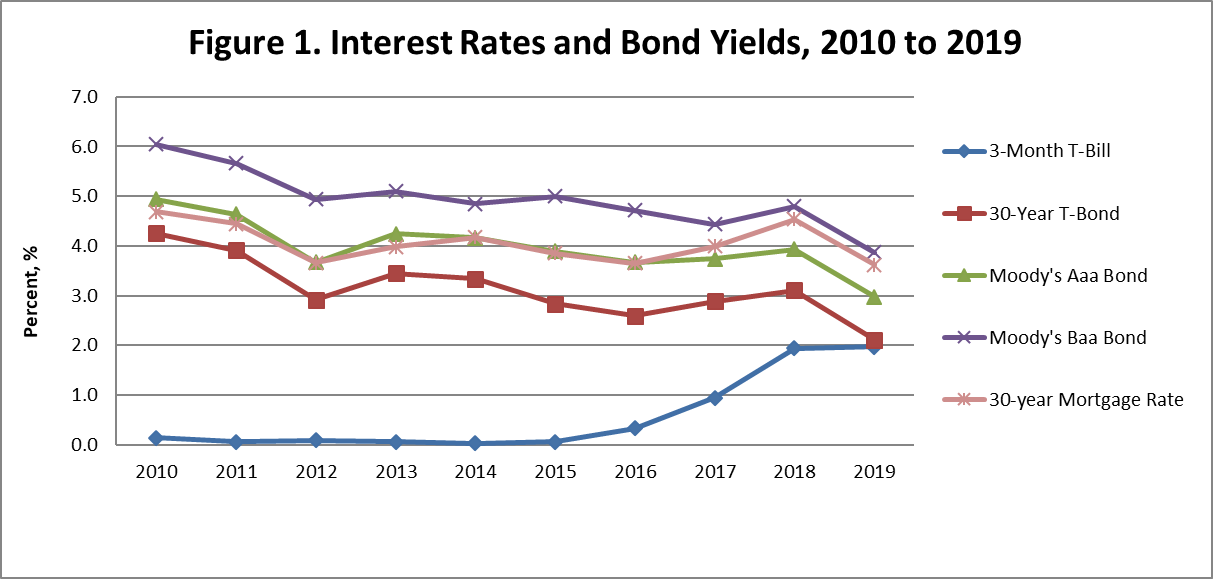 Figure 1. Interest Rates and Bond Yields, 2010 to 2019
Percent, %
7.0
6.0
5.0
4.0
3.0
2.0
1.0
0.0
2010 2011 2012 2013 2014 2015 2016 2017 2018 2019
3-Month T-Bill
30-Year T-Bond
Moody's Aaa Bond
Moody's Baa Bond
30-year Mortgage Rate